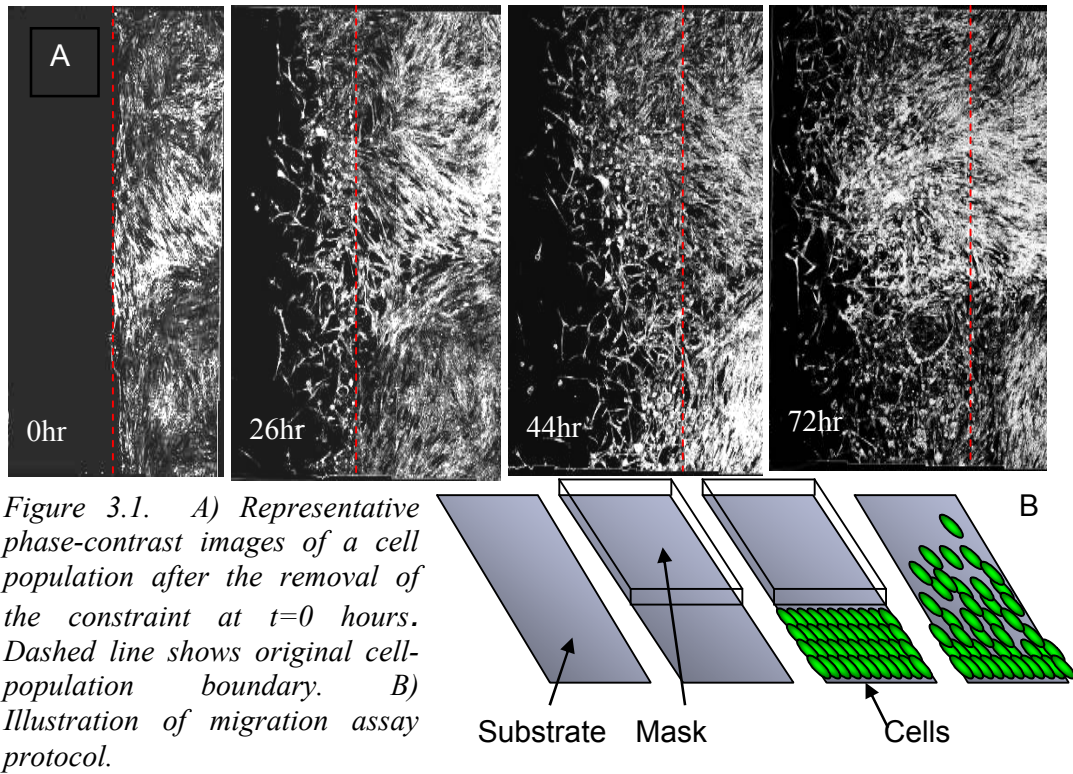 A
0hr
26hr
44hr
72hr
Figure 3.1. A) Representative
phase-contrast images of a cell
population after the removal of
the constraint at t=0 hours.
Dashed line shows original cell-
population boundary. B)
Illustration of migration assay
protocol.
B
Substrate
Mask
Cells